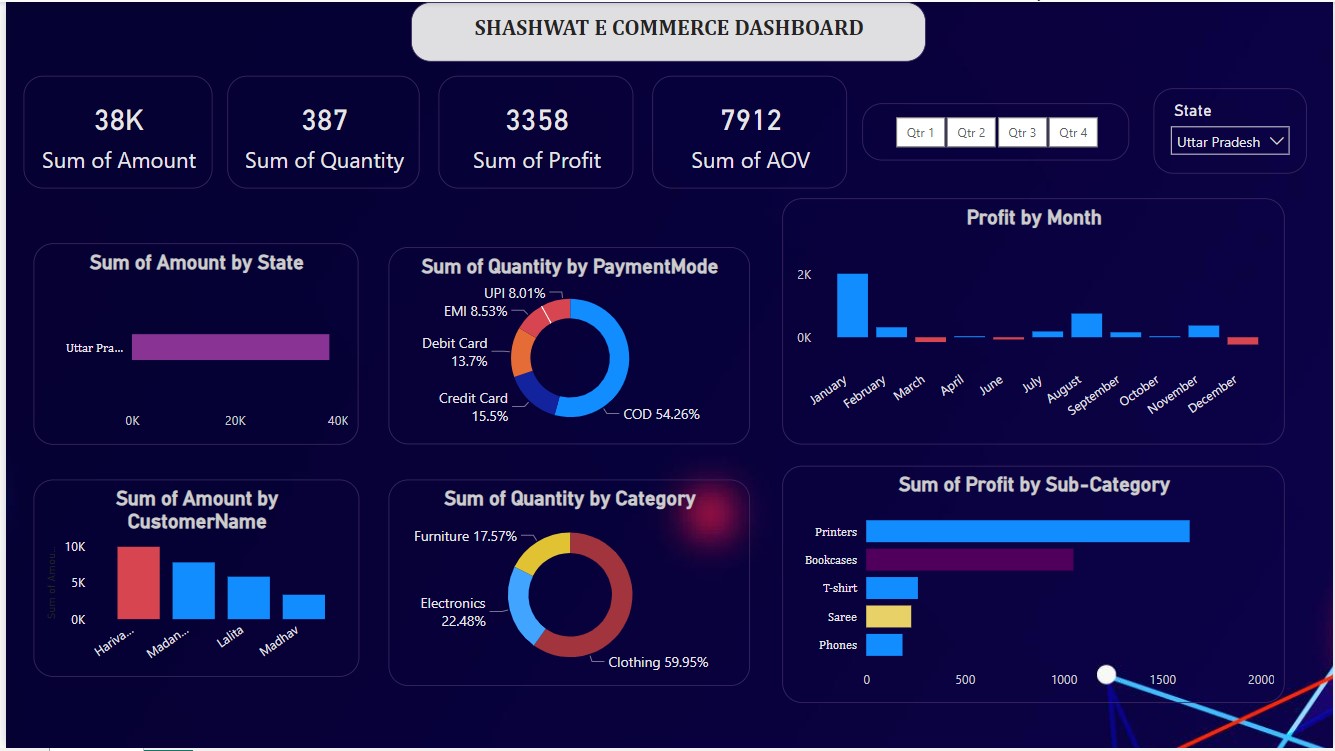 SHASHWAT E COMMERCE DASHBOARD
38K
Sum of Amount
387
Sum of Quantity
3358
Sum of Profit
7912
Sum of AOV
Qtr 1
Qtr 2
Qtr 3
Qtr 4
State
Uttar Pradesh
Sum of Amount by State
Uttar Pra...
0K
20K
40K
Sum of Quantity by PaymentMode
UPI 8.01%
EMI 8.53%
Debit Card
13.7%
Credit Card
15.5%
COD 54.26%
Profit by Month
2K
0K
January
February
March
April
June
July
August
September
October
November
December
Sum of Amount by
CustomerName
Sum of Amou...
10K
5K
0K
Hariva...
Madan...
Lalita
Madhav
Sum of Quantity by Category
Furniture 17.57%
Electronics
22.48%
Clothing 59.95%
Sum of Profit by Sub-Category
Printers
Bookcases
T-shirt
Saree
Phones
0
500
1000
1500
2000